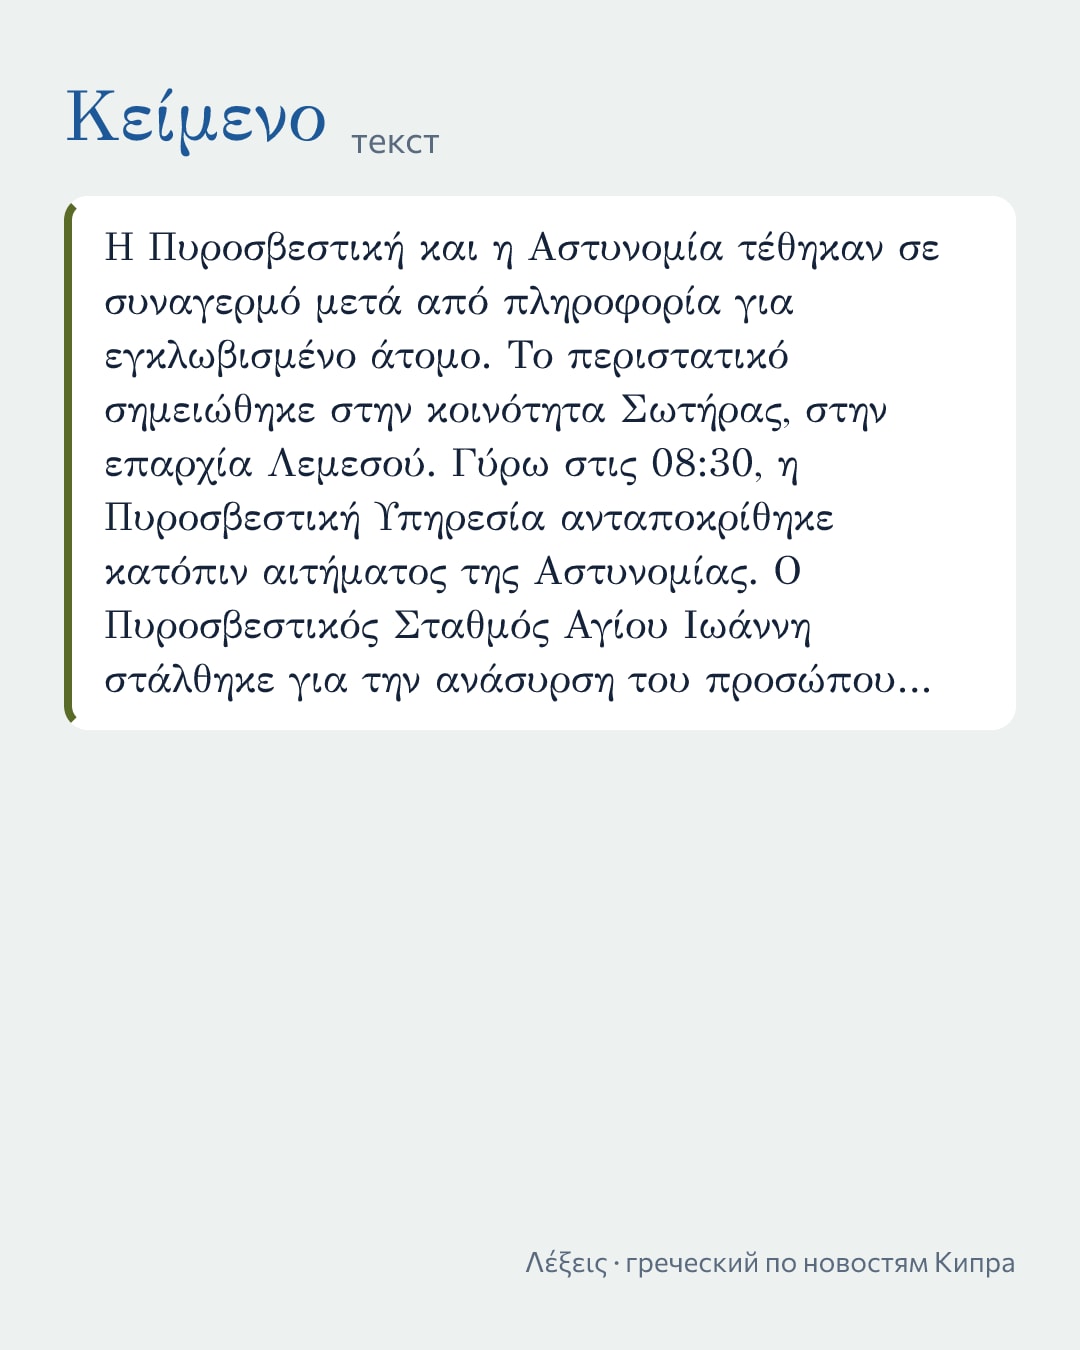 Κείμενο текст
Η Πυροσβεστική και η Αστυνομία τέθηκαν σε
συναγερμό μετά από πληροφορία για
εγκλωβισμένο άτομο. Το περιστατικό
σημειώθηκε στην κοινότητα Σωτήρας, στην
επαρχία Λεμεσού. Γύρω στις 08:30, η
Πυροσβεστική Υπηρεσία ανταποκρίθηκε
κατόπιν αιτήματος της Αστυνομίας. Ο
Πυροσβεστικός Σταθμός Αγίου Ιωάννη
στάλθηκε για την ανάσυρση του προσώπου...
Λέξεις · греческий по новостям Кипра